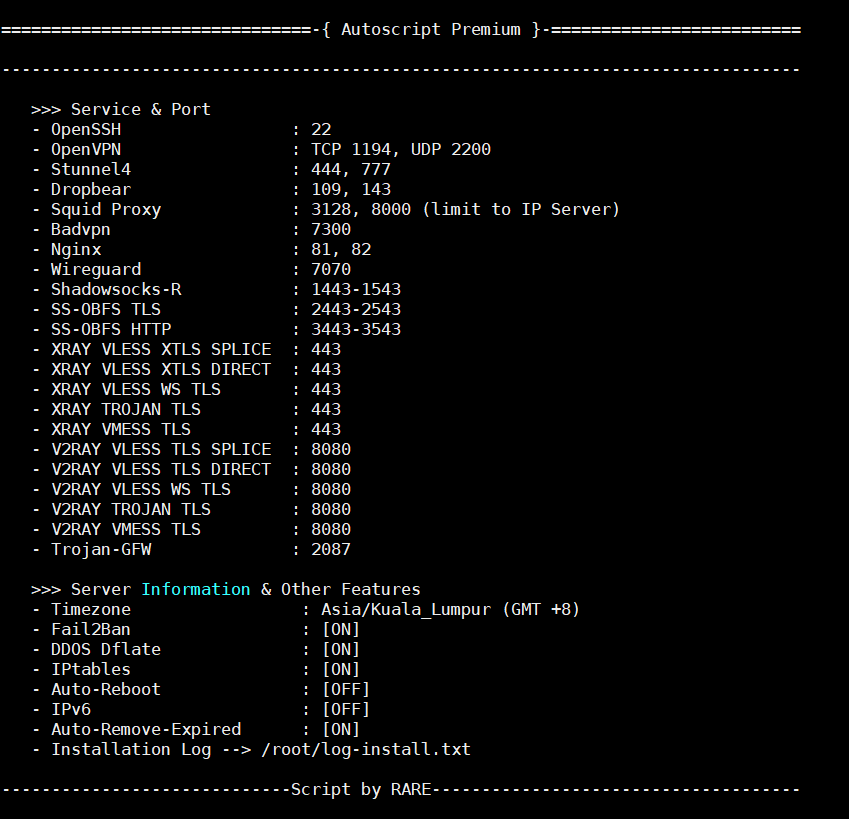 ===============================-{ Autoscript Premium }-=========================
--------------------------------------------------------------------------------
>>> Service & Port
- OpenSSH                 : 22
- OpenVPN                 : TCP 1194, UDP 2200
- Stunnel4                : 444, 777
- Dropbear                : 109, 143
- Squid Proxy             : 3128, 8000 (limit to IP Server)
- Badvpn                  : 7300
- Nginx                   : 81, 82
- Wireguard               : 7070
- Shadowsocks-R           : 1443-1543
- SS-OBFS TLS             : 2443-2543
- SS-OBFS HTTP            : 3443-3543
- XRAY VLESS XTLS SPLICE  : 443
- XRAY VLESS XTLS DIRECT  : 443
- XRAY VLESS WS TLS       : 443
- XRAY TROJAN TLS         : 443
- XRAY VMESS TLS          : 443
- V2RAY VLESS TLS SPLICE  : 8080
- V2RAY VLESS TLS DIRECT  : 8080
- V2RAY VLESS WS TLS      : 8080
- V2RAY TROJAN TLS        : 8080
- V2RAY VMESS TLS         : 8080
- Trojan-GFW              : 2087
>>> Server Information & Other Features
- Timezone                 : Asia/Kuala_Lumpur (GMT +8)
- Fail2Ban                 : [ON]
- DDOS Dflate              : [ON]
- IPtables                 : [ON]
- Auto-Reboot              : [OFF]
- IPv6                     : [OFF]
- Auto-Remove-Expired      : [ON]
- Installation Log --> /root/log-install.txt
-----------------------------Script by RARE-------------------------------------